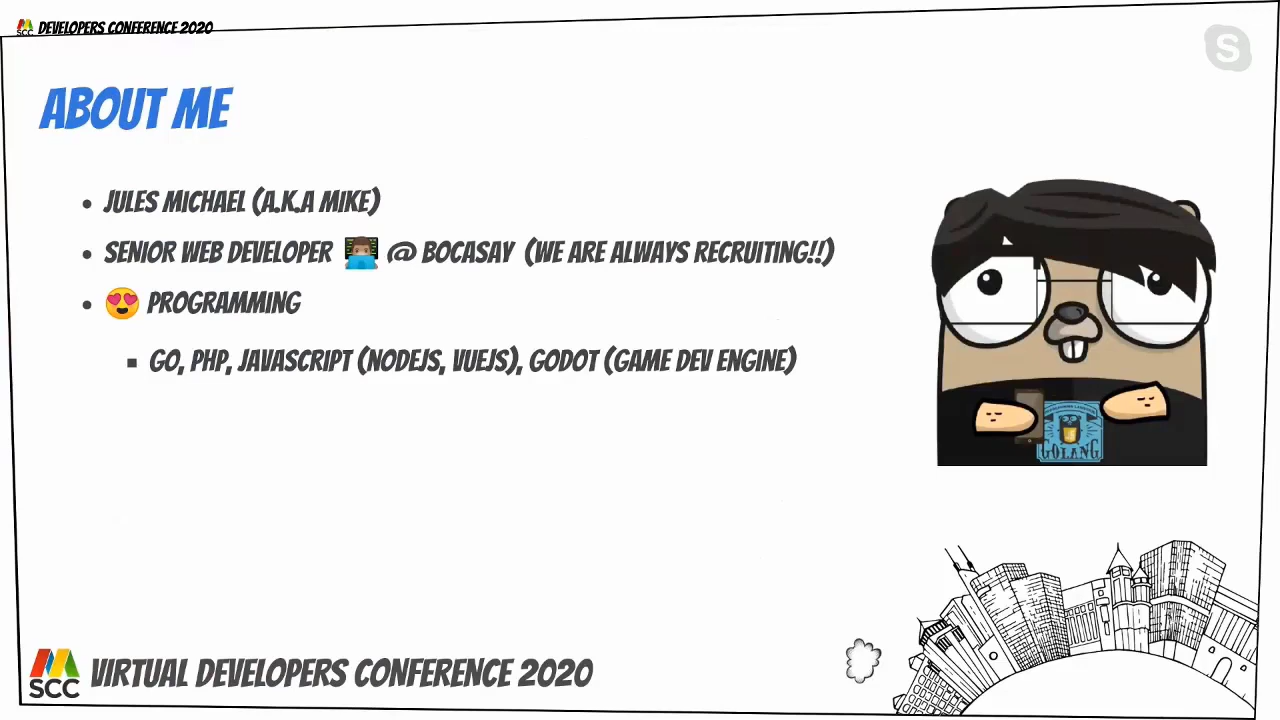 SCC DEVELOPERS CONFERENCE 2020
S
ABOUT ME
JULES MICHAEL (A.K.A MIKE)
SENIOR WEB DEVELOPER 👨🏽‍💻 @ BOCASAY (WE ARE ALWAYS RECRUITING!!)
😍 PROGRAMMING
GO, PHP, JAVASCRIPT (NODEJS, VUEJS), GODOT (GAME DEV ENGINE)
GOLANG
SCC VIRTUAL DEVELOPERS CONFERENCE 2020